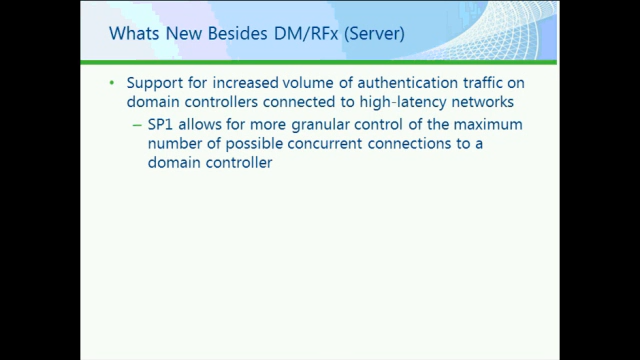 Whats New Besides DM/RFx (Server)
• Support for increased volume of authentication traffic on
domain controllers connected to high-latency networks
– SP1 allows for more granular control of the maximum
number of possible concurrent connections to a
domain controller